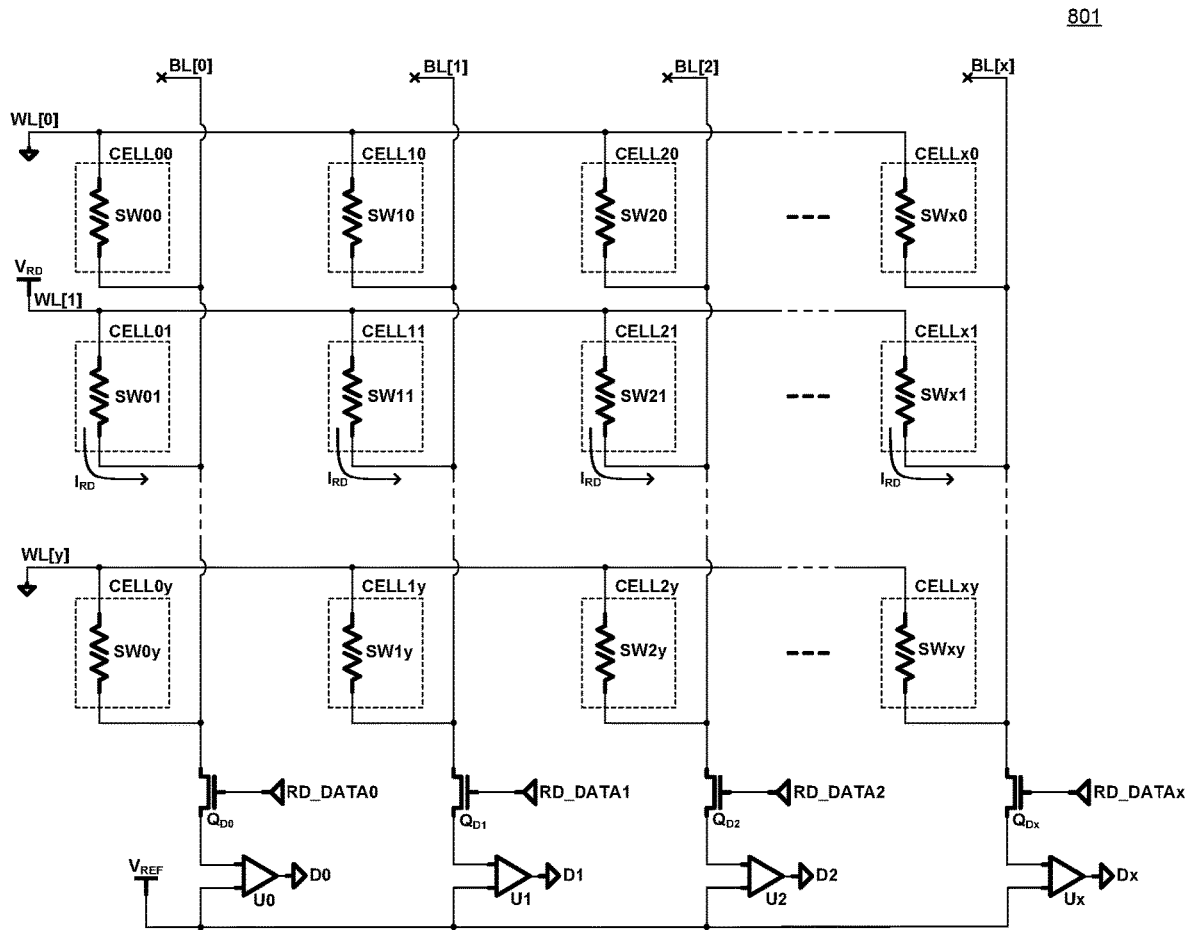 801
BL[0] BL[1] BL[2] BL[x]
WL[0]
CELL00 CELL10 CELL20 CELLx0
SW00 SW10 SW20 SWx0
VRD
WL[1]
CELL01 CELL11 CELL21 CELLx1
SW01 SW11 SW21 SWx1
IRD IRD IRD IRD
WL[y]
CELL0y CELL1y CELL2y CELLxy
SW0y SW1y SW2y SWxy
RD_DATA0 RD_DATA1 RD_DATA2 RD_DATAx
QD0 QD1 QD2 QDx
VREF
D0 D1 D2 Dx
U0 U1 U2 Ux